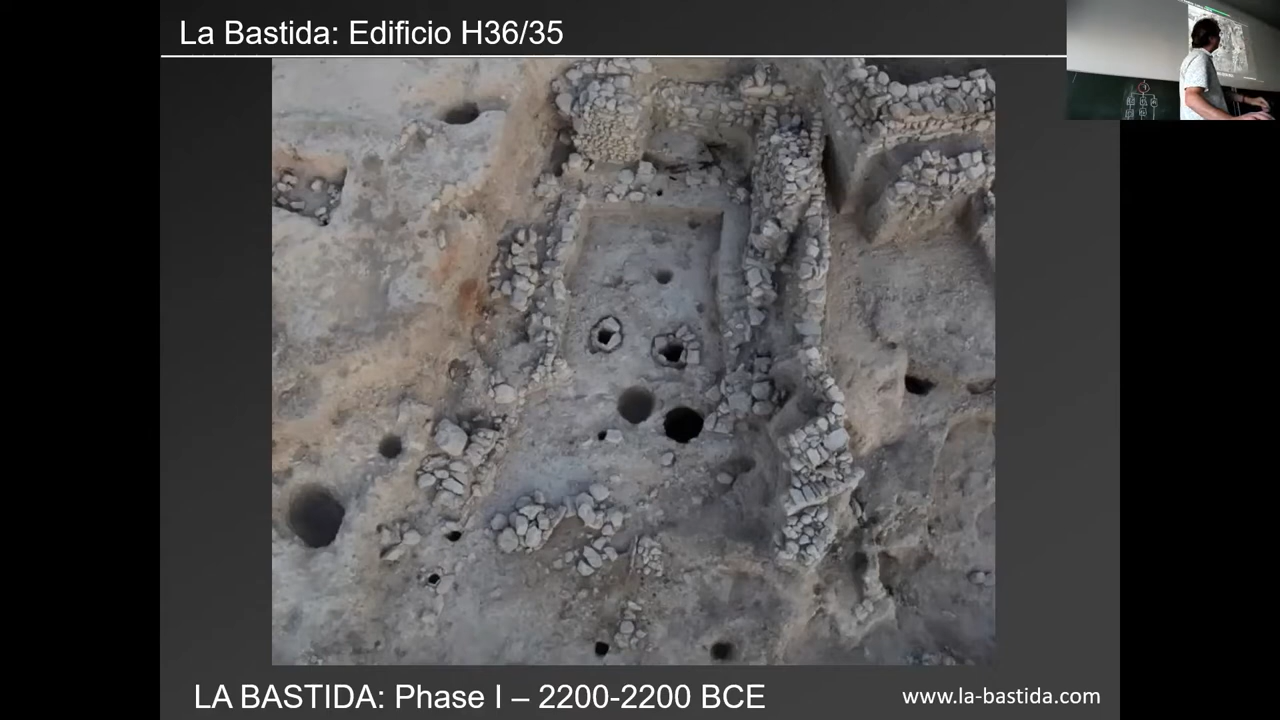 La Bastida: Edificio H36/35
LA BASTIDA: Phase I – 2200-2200 BCE
www.la-bastida.com